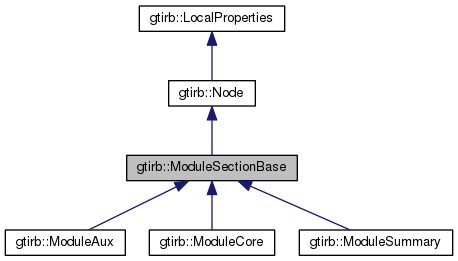 gtirb::LocalProperties
gtirb::Node
gtirb::ModuleSectionBase
gtirb::ModuleAux
gtirb::ModuleCore
gtirb::ModuleSummary